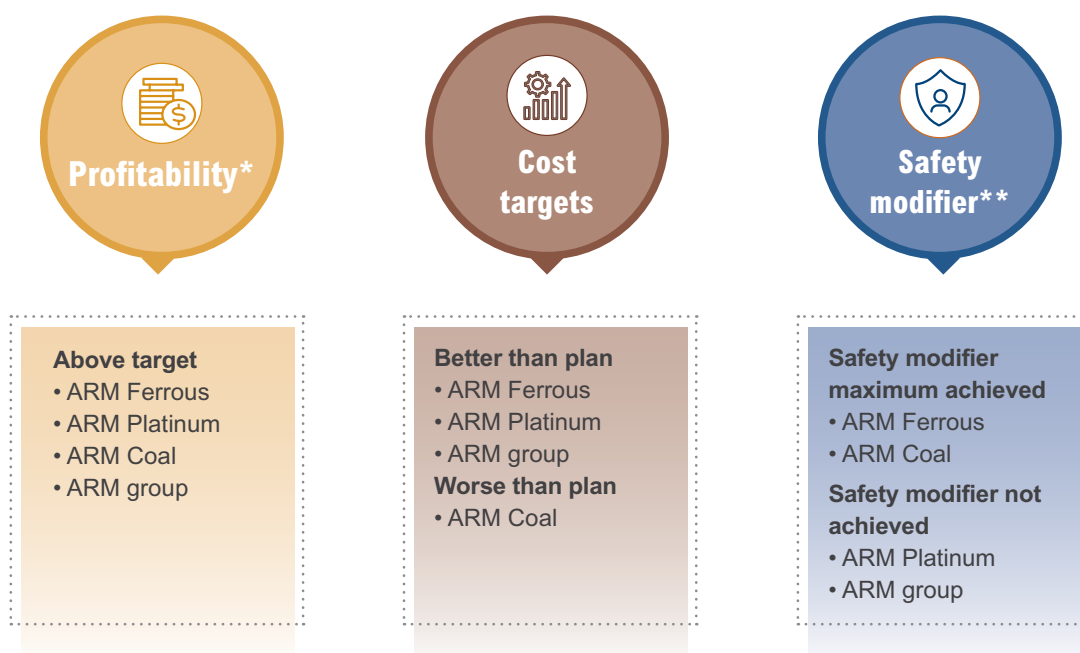 Profitability*
Above target
• ARM Ferrous
• ARM Platinum
• ARM Coal
• ARM group
Cost
targets
Better than plan
• ARM Ferrous
• ARM Platinum
• ARM group
Worse than plan
• ARM Coal
Safety
modifier**
Safety modifier
maximum achieved
• ARM Ferrous
• ARM Coal
Safety modifier not
achieved
• ARM Platinum
• ARM group